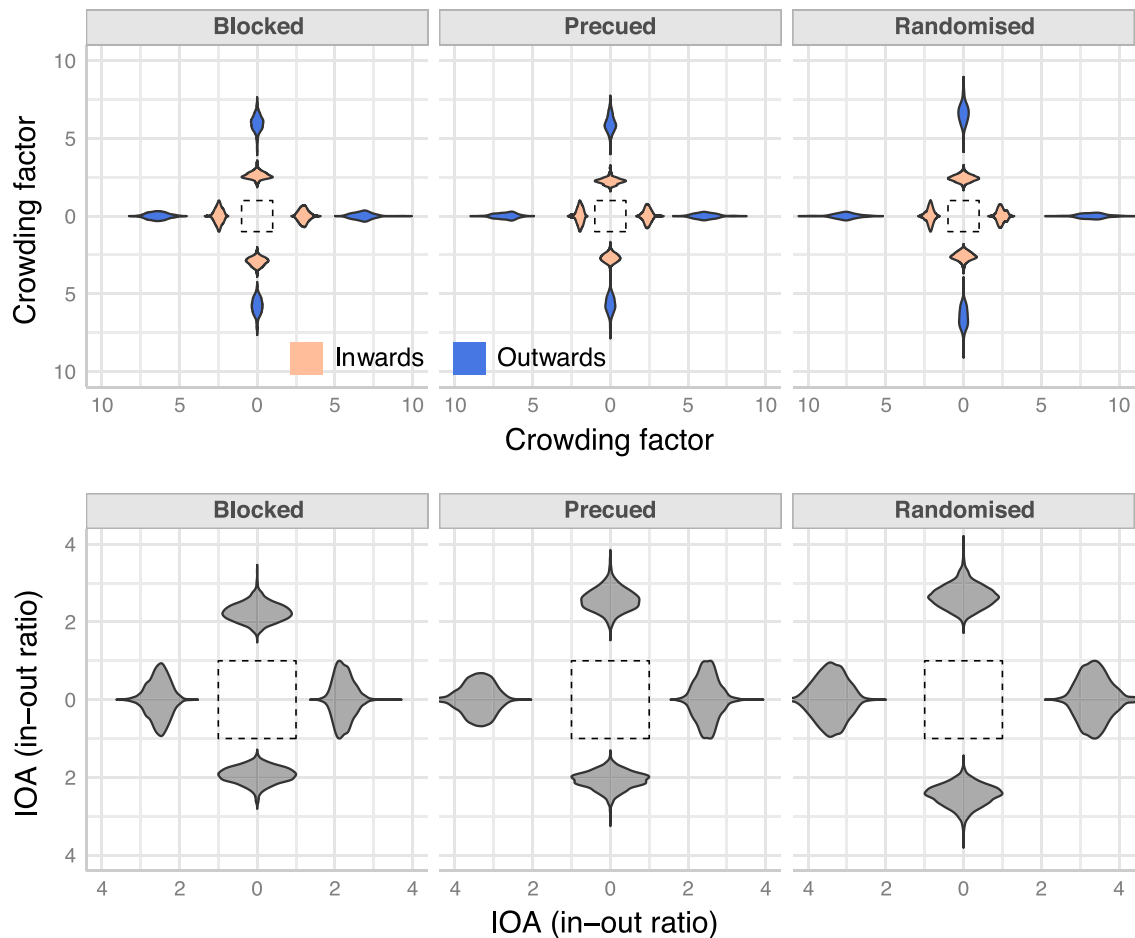 Blocked Precued Randomised
10
5
0
5
10
Crowding factor
Inwards Outwards
10 5 0 5 10 10 5 0 5 10 10 5 0 5 10
Crowding factor
Blocked Precued Randomised
4
2
0
2
4
IOA (in−out ratio)
4 2 0 2 4 4 2 0 2 4 4 2 0 2 4
IOA (in−out ratio)